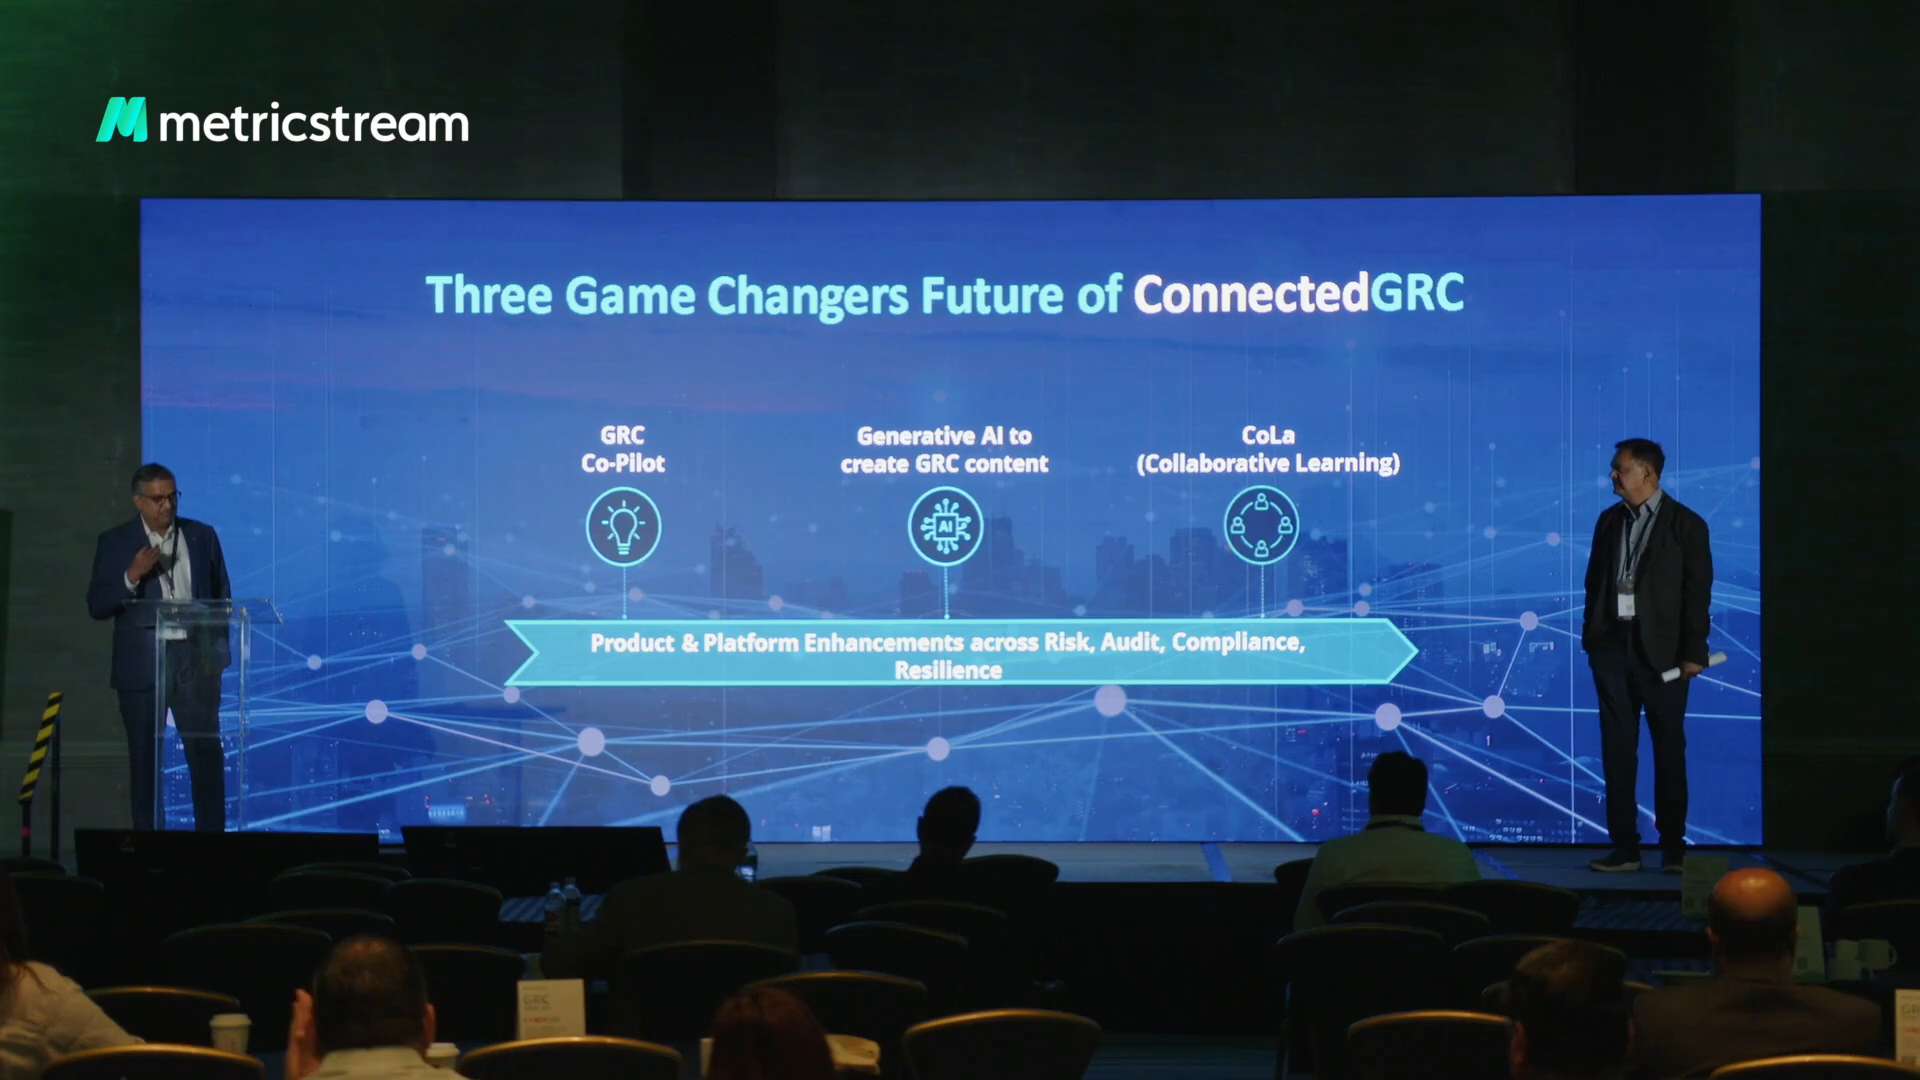 metricstream
Three Game Changers Future of ConnectedGRC
GRC
Co-Pilot
Generative AI to
create GRC content
CoLa
(Collaborative Learning)
AI
Product & Platform Enhancements across Risk, Audit, Compliance,
Resilience
GRC